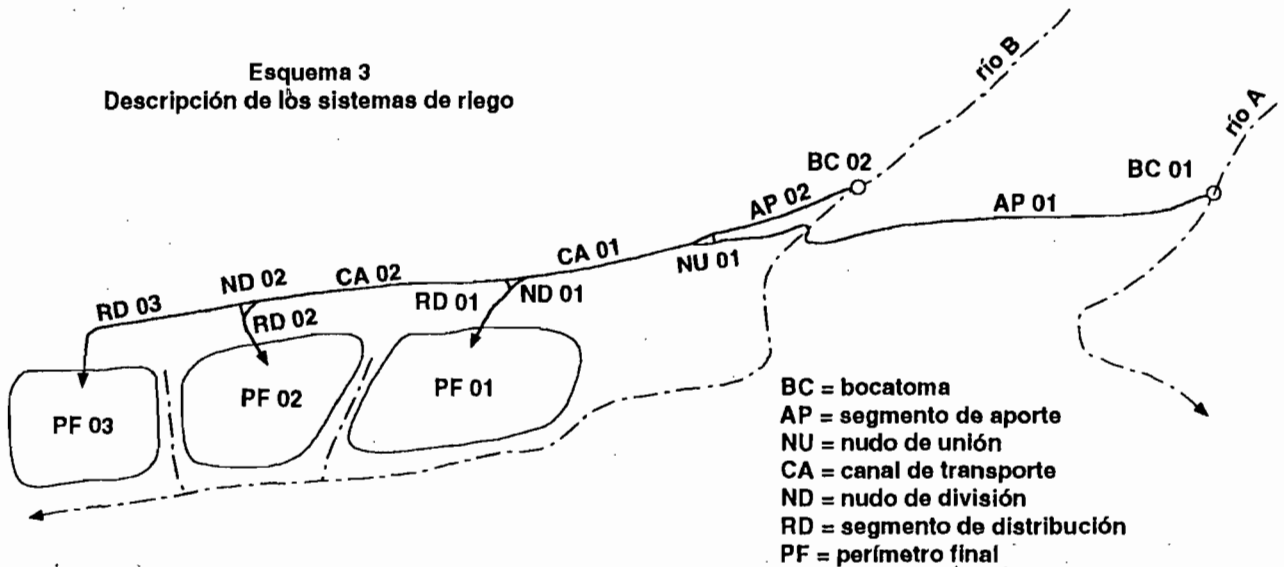 Esquema 3
Descripción de los sistemas de riego
río B
río A
BC 02
BC 01
AP 02
AP 01
CA 01
NU 01
ND 02
CA 02
RD 03
RD 01
ND 01
RD 02
PF 01
PF 02
PF 03
BC = bocatoma
AP = segmento de aporte
NU = nudo de unión
CA = canal de transporte
ND = nudo de división
RD = segmento de distribución
PF = perímetro final